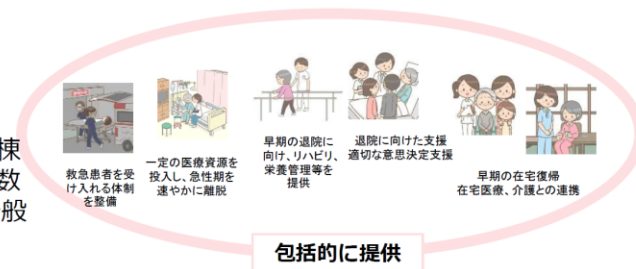 棟
数
般
救急患者を受
け入れる体制
を整備
一定の医療資源を
投入し、急性期を
速やかに離脱
早期の退院に
向け、リハビリ、
栄養管理等を
提供
退院に向けた支援
適切な意思決定支援
早期の在宅復帰
在宅医療、介護との連携
包括的に提供